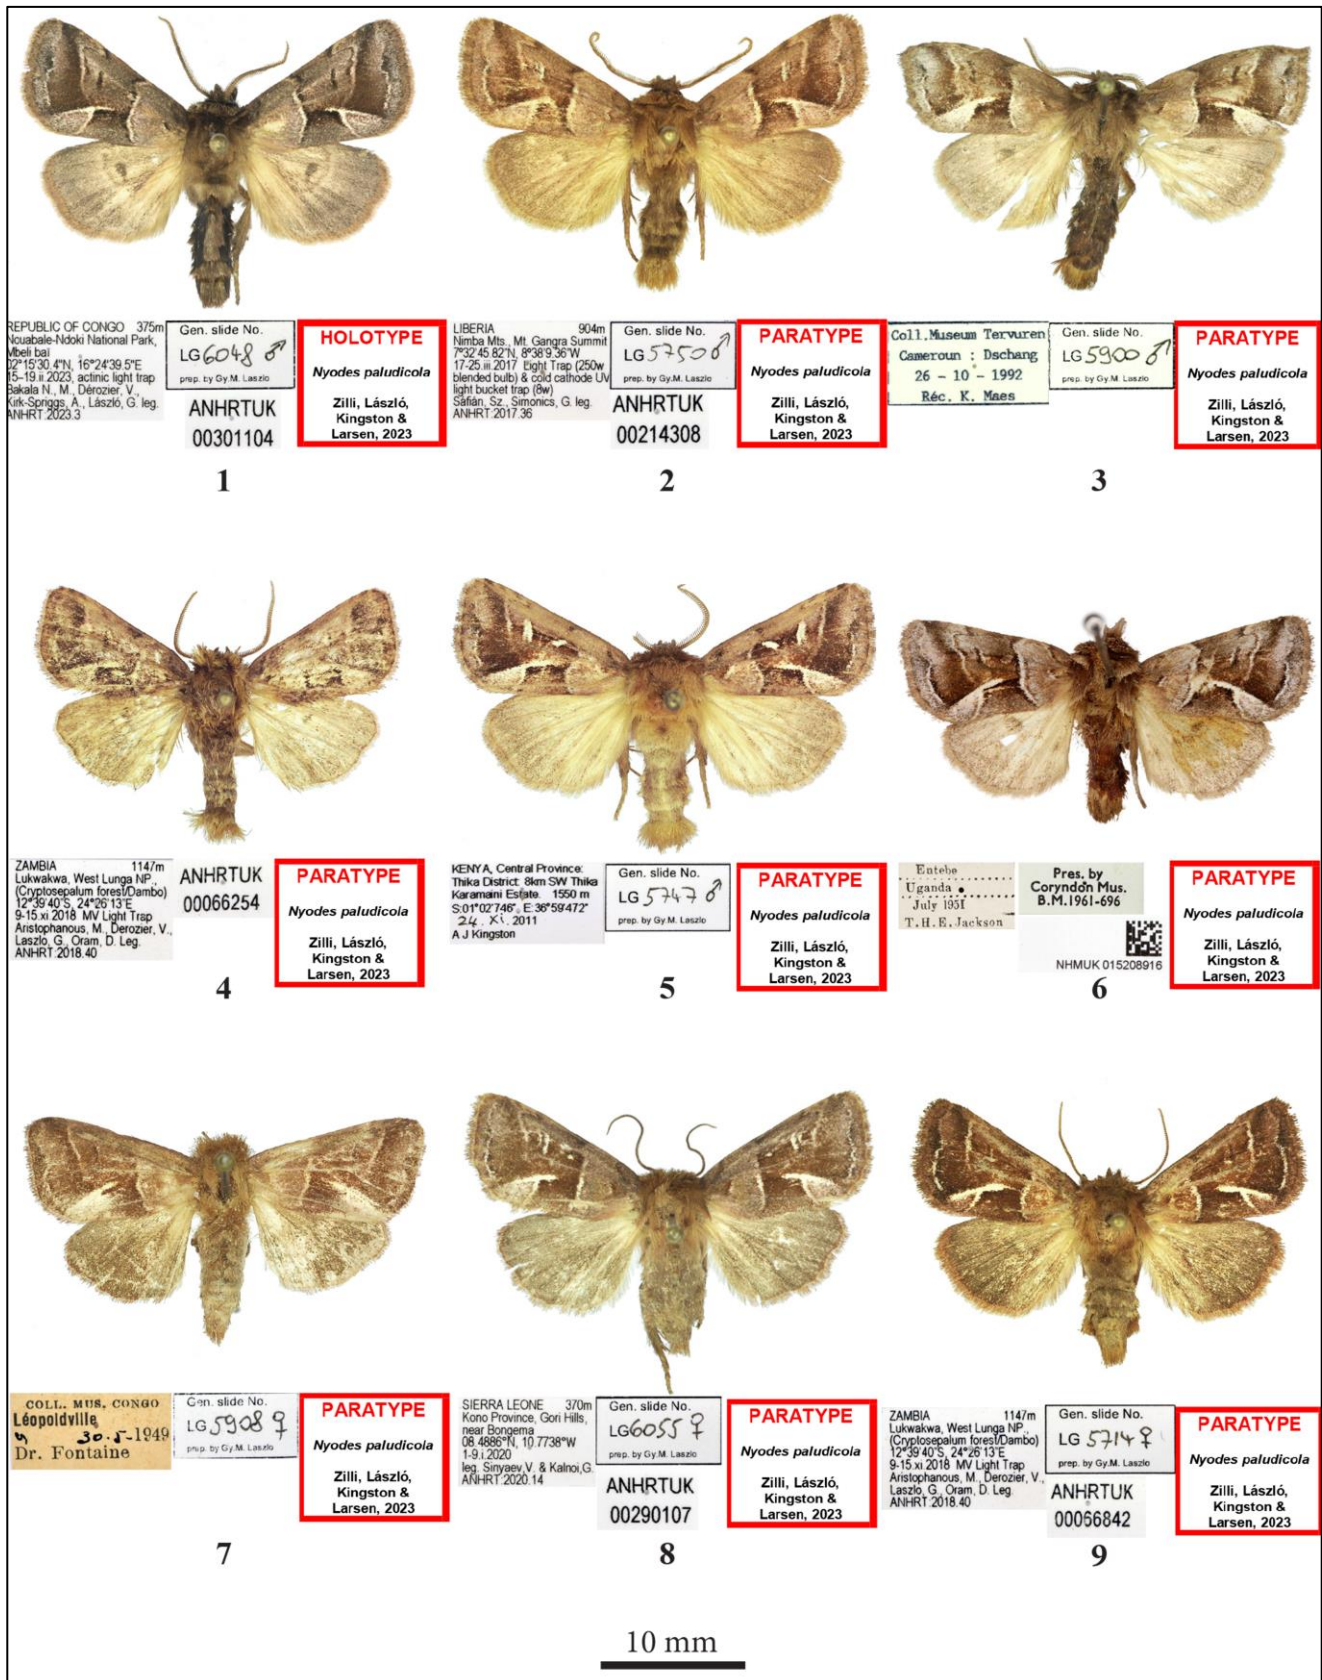 REPUBLIC OF CONGO 375m
Nouabale-Ndoki National Park,
Mbeli bai
02°15'30.4"N, 16°24'39.5"E
15–19.ii.2023, actinic light trap
Bakala N., M., Dérozier, V.,
Kirk-Spriggs, A., László, G. leg.
ANHRT:2023.3
Gen. slide No.
LG 6048 ♂
prep. by Gy.M. Laszlo
ANHRTUK
00301104
HOLOTYPE
Nyodes paludicola
Zilli, László,
Kingston &
Larsen, 2023
1
LIBERIA 904m
Nimba Mts., Mt. Gangra Summit
7°32'45.82"N, 8°38'9.36"W
17-25.iii.2017 Light Trap (250w
blended bulb) & cold cathode UV
light bucket trap (8w)
Sáfián, Sz., Simonics, G. leg.
ANHRT:2017.36
Gen. slide No.
LG 5750 ♂
prep. by Gy.M. Laszlo
ANHRTUK
00214308
PARATYPE
Nyodes paludicola
Zilli, László,
Kingston &
Larsen, 2023
2
Coll.Museum Tervuren
Cameroun : Dschang
26 - 10 - 1992
Réc. K. Maes
Gen. slide No.
LG 5900 ♂
prep. by Gy.M. Laszlo
PARATYPE
Nyodes paludicola
Zilli, László,
Kingston &
Larsen, 2023
3
ZAMBIA 1147m
Lukwakwa, West Lunga NP.,
(Cryptosepalum forest/Dambo)
12°39'40"S, 24°26'13"E
9-15.xi.2018 MV Light Trap
Aristophanous, M., Derozier, V.,
Laszlo, G., Oram, D. Leg.
ANHRT:2018.40
ANHRTUK
00066254
PARATYPE
Nyodes paludicola
Zilli, László,
Kingston &
Larsen, 2023
4
KENYA, Central Province:
Thika District: 8km SW Thika
Karamaini Estate. 1550 m
S:01°02'746", E:36°59'472"
24. Xi. 2011
A J Kingston
Gen. slide No.
LG 5747 ♂
prep. by Gy.M. Laszlo
PARATYPE
Nyodes paludicola
Zilli, László,
Kingston &
Larsen, 2023
5
Entebe
Uganda
July 1951
T.H.E. Jackson
Pres. by
Coryndon Mus.
B.M.1961-696
NHMUK 015208916
PARATYPE
Nyodes paludicola
Zilli, László,
Kingston &
Larsen, 2023
6
COLL. MUS. CONGO
Léopoldville
30-5-1949
Dr. Fontaine
Gen. slide No.
LG 5908 ♀
prep. by Gy.M. Laszlo
PARATYPE
Nyodes paludicola
Zilli, László,
Kingston &
Larsen, 2023
7
SIERRA LEONE 370m
Kono Province, Gori Hills,
near Bongema
08.4886°N, 10.7738°W
1-9.i.2020
leg. Sinyaev,V. & Kalnoi,G.
ANHRT:2020.14
Gen. slide No.
LG6055 ♀
prep. by Gy.M. Laszlo
ANHRTUK
00290107
PARATYPE
Nyodes paludicola
Zilli, László,
Kingston &
Larsen, 2023
8
ZAMBIA 1147m
Lukwakwa, West Lunga NP.,
(Cryptosepalum forest/Dambo)
12°39'40"S, 24°26'13"E
9-15.xi.2018 MV Light Trap
Aristophanous, M., Derozier, V.,
Laszlo, G., Oram, D. Leg.
ANHRT:2018.40
Gen. slide No.
LG 5714 ♀
prep. by Gy.M. Laszlo
ANHRTUK
00066842
PARATYPE
Nyodes paludicola
Zilli, László,
Kingston &
Larsen, 2023
9
10 mm